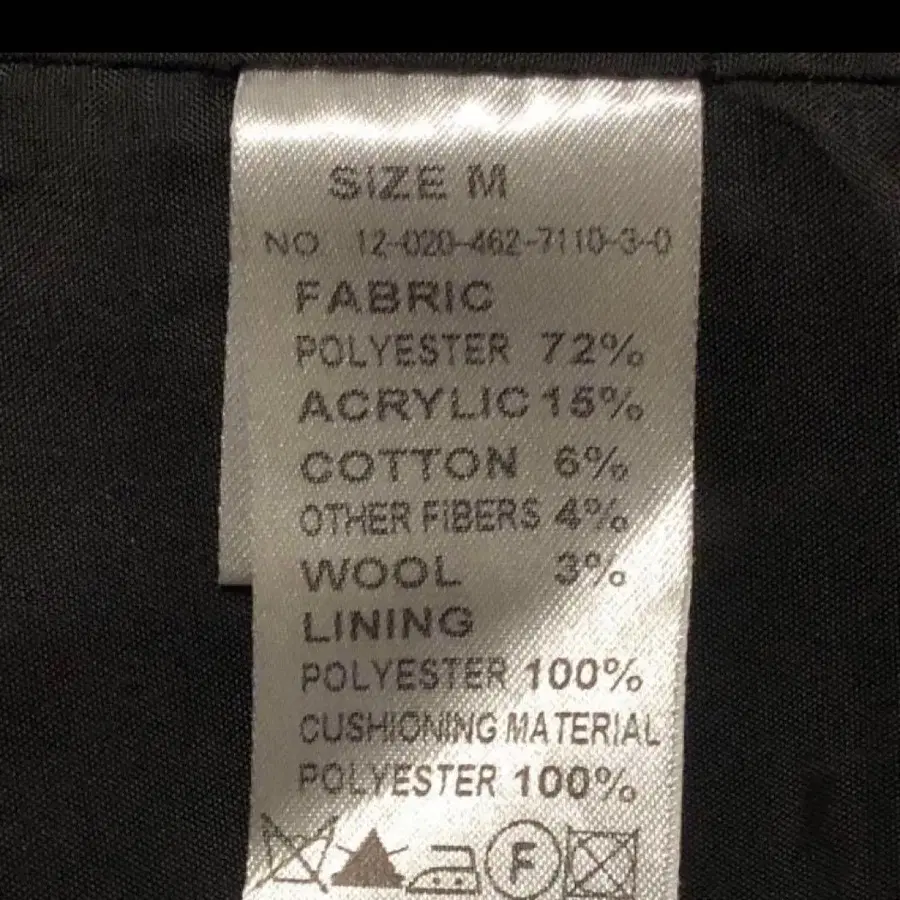 SIZE M
NO 12-020-462-7110-3-0
FABRIC
POLYESTER 72%
ACRYLIC 15%
COTTON 6%
OTHER FIBERS 4%
WOOL 3%
LINING
POLYESTER 100%
CUSHIONING MATERIAL
POLYESTER 100%
F